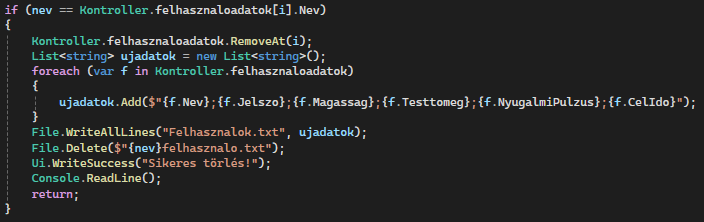 if (nev == Kontroller.felhasznaloadatok[i].Nev)
{
    Kontroller.felhasznaloadatok.RemoveAt(i);
    List<string> ujadatok = new List<string>();
    foreach (var f in Kontroller.felhasznaloadatok)
    {
        ujadatok.Add($"{f.Nev};{f.Jelszo};{f.Magassag};{f.Testtomeg};{f.NyugalmiPulzus};{f.CelIdo}");
    }
    File.WriteAllLines("Felhasznalok.txt", ujadatok);
    File.Delete($"{nev}felhasznalo.txt");
    Ui.WriteSuccess("Sikeres törlés!");
    Console.ReadLine();
    return;
}